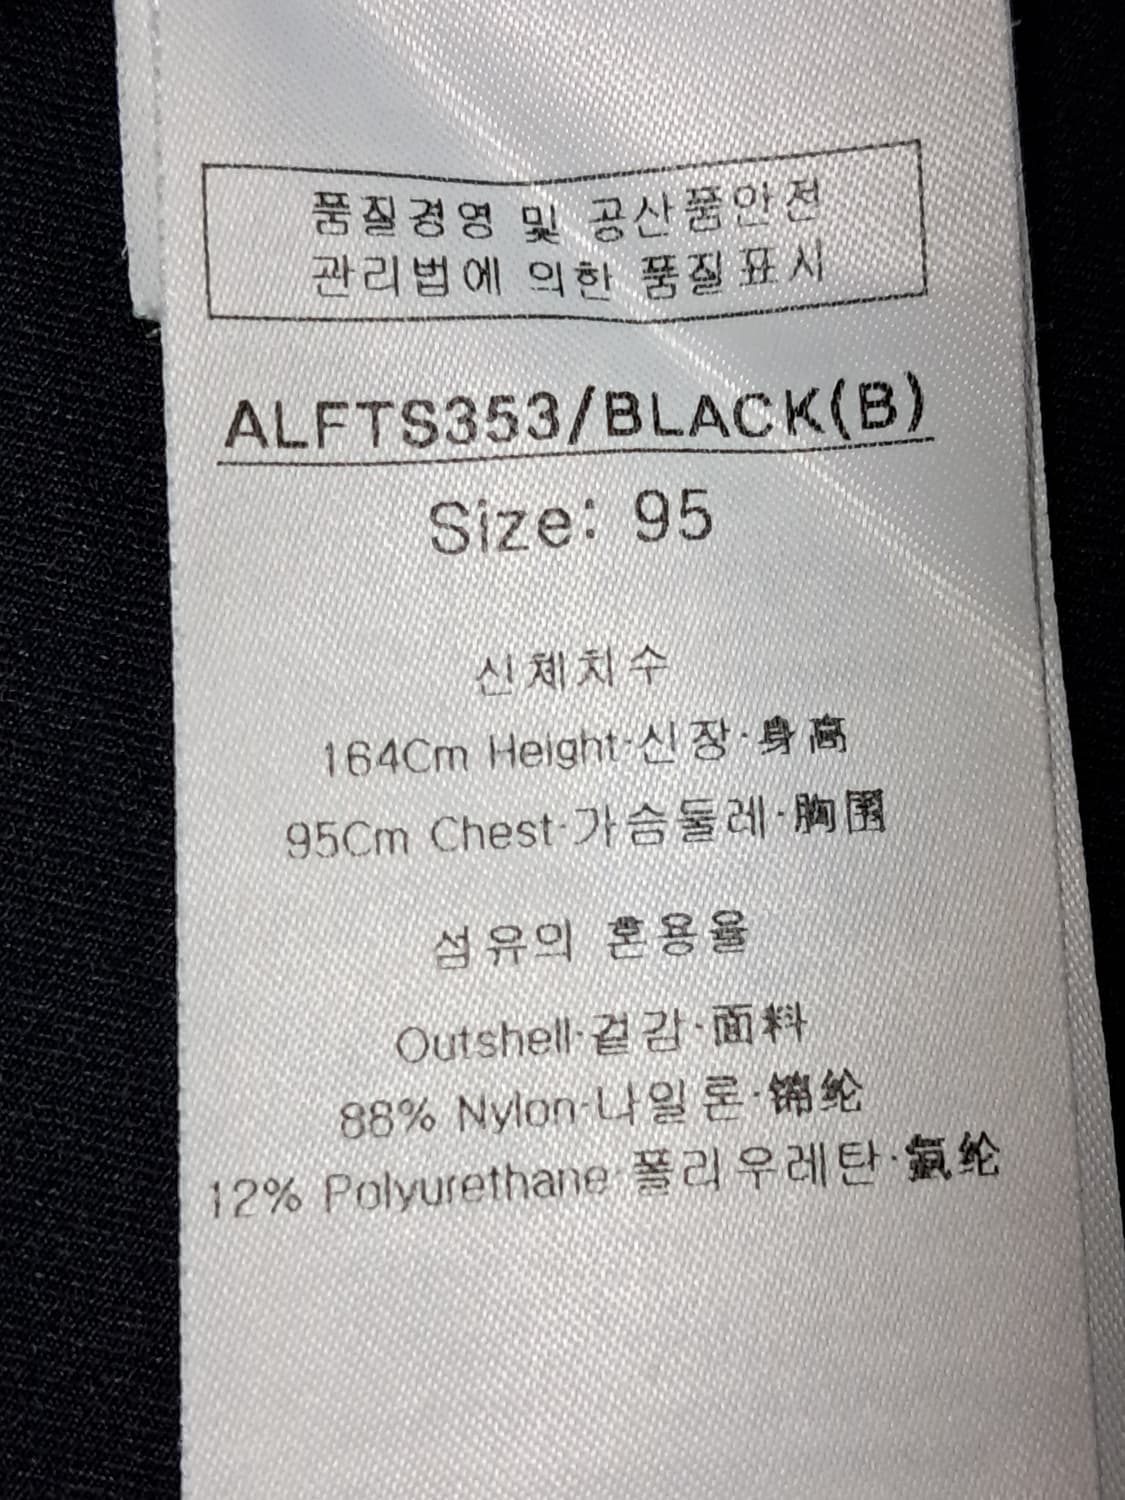 품질경영 및 공산품안전
관리법에 의한 품질표시
ALFTS353/BLACK(B)
Size: 95
신체치수
164Cm Height·신장·身高
95Cm Chest·가슴둘레·胸围
섬유의 혼용율
Outshell·겉감·面料
88% Nylon·나일론·锦纶
12% Polyurethane·폴리우레탄·氨纶